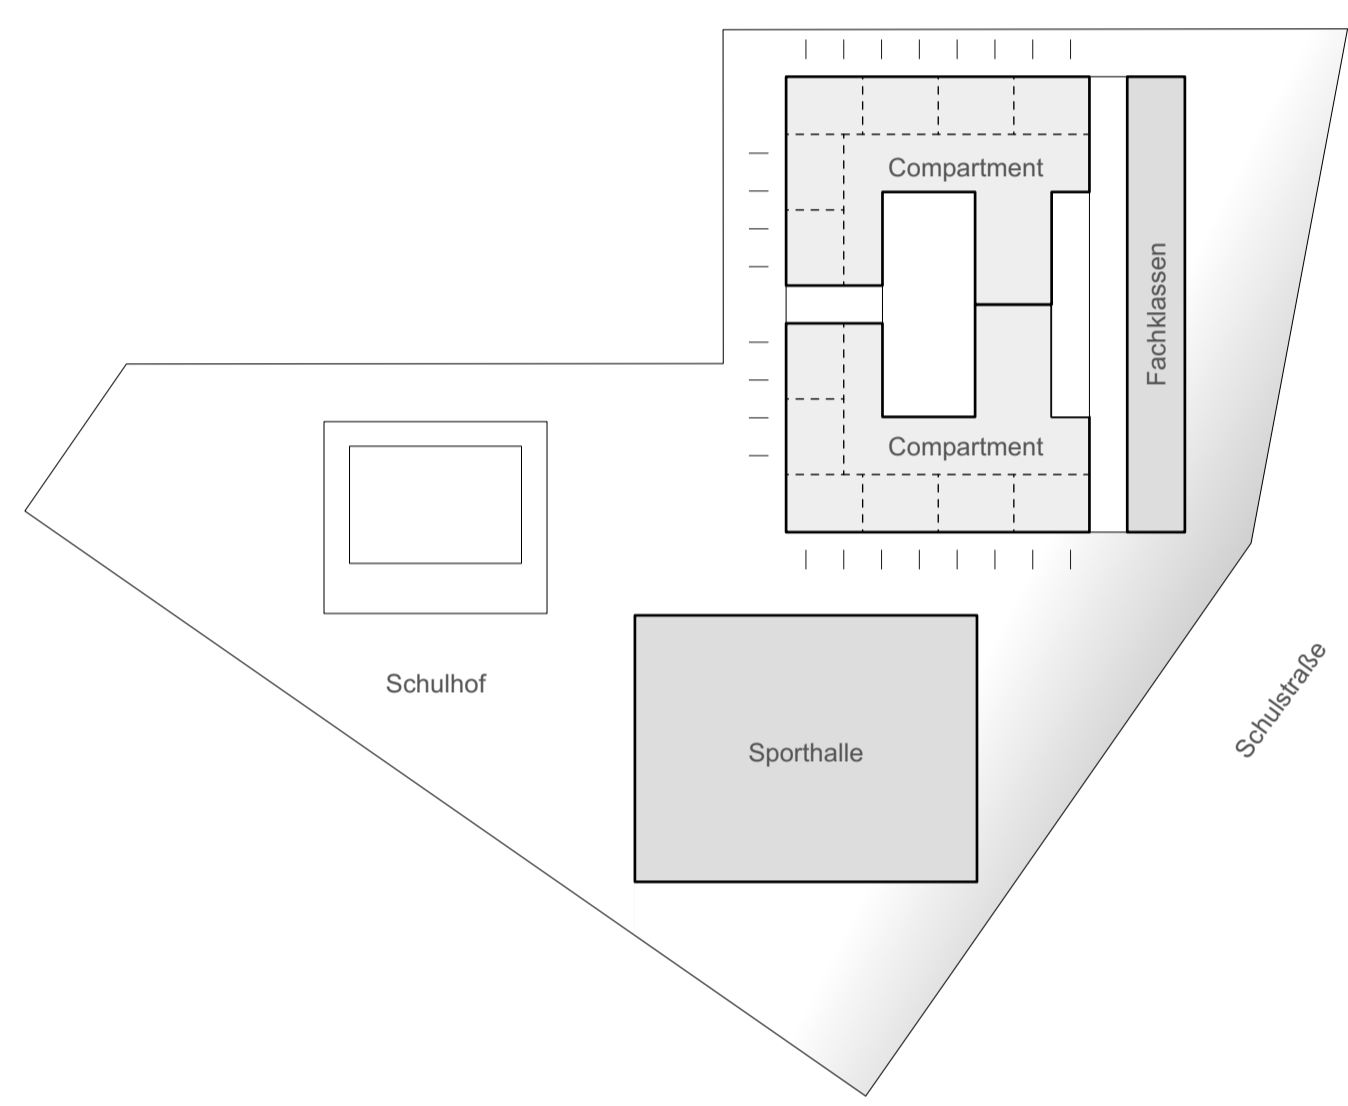 Compartment
Fachklassen
Compartment
Schulhof
Sporthalle
Schulstraße